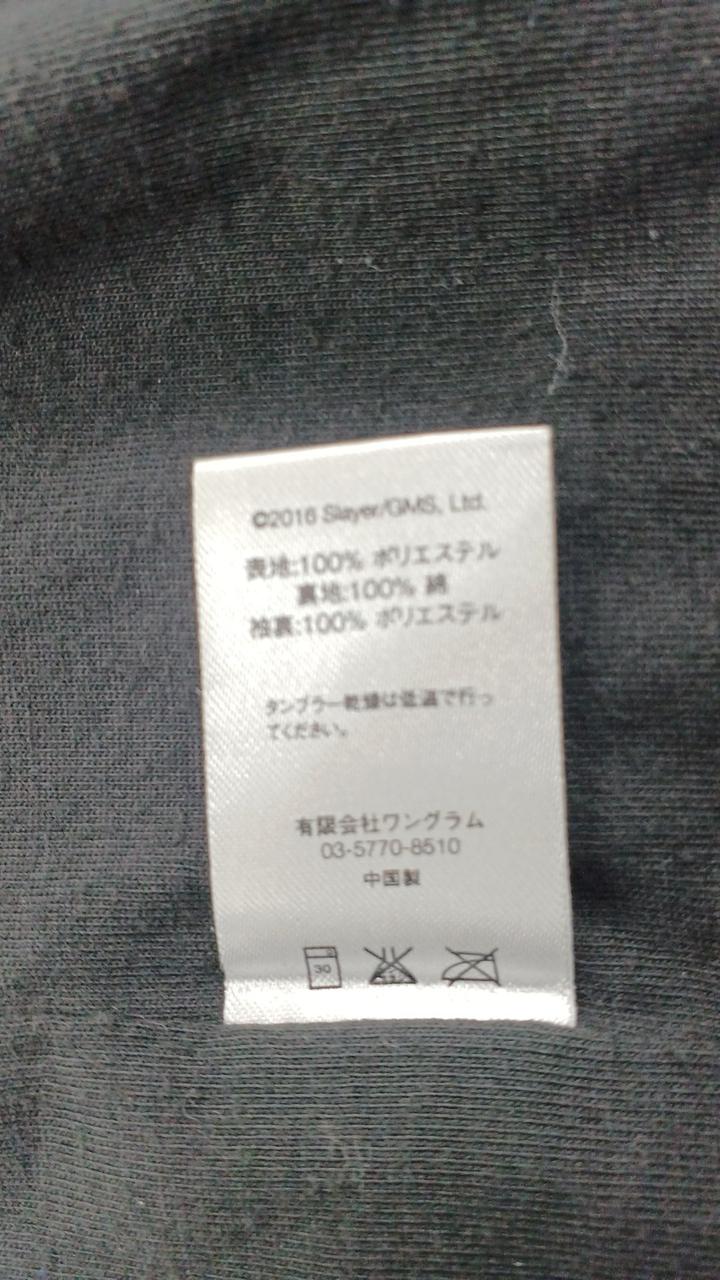 ©2016 Slayer/GMS, Ltd.
表地:100% ポリエステル
裏地:100% 綿
袖裏:100% ポリエステル
タンブラー乾燥は低温で行っ
てください。
有限会社ワングラム
03-5770-8510
中国製
30